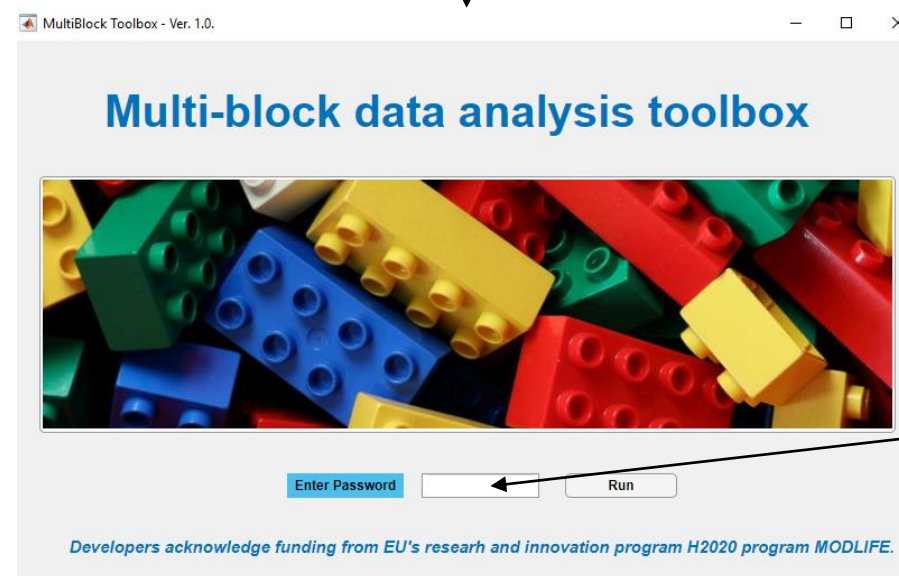 MultiBlock Toolbox - Ver. 1.0.
Multi-block data analysis toolbox
Enter Password Run
Developers acknowledge funding from EU's researh and innovation program H2020 program MODLIFE.